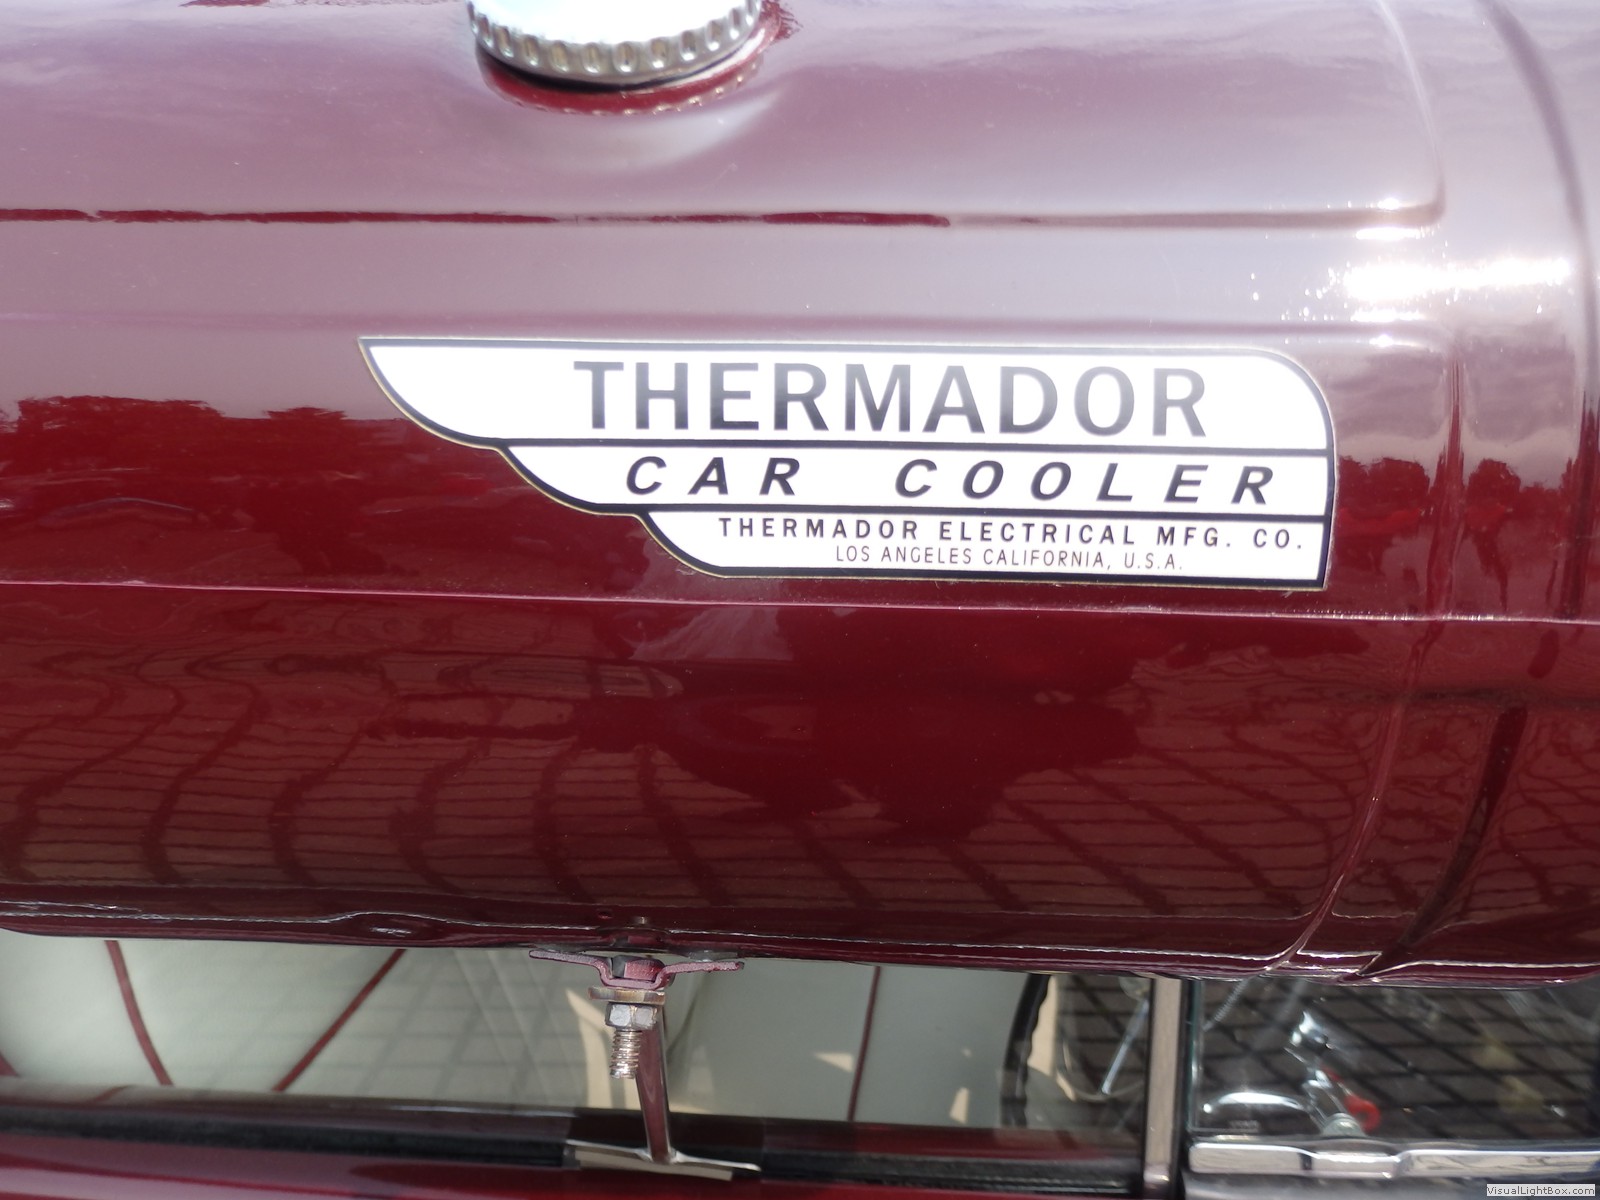 THERMADOR
CAR COOLER
THERMADOR ELECTRICAL MFG. CO.
LOS ANGELES CALIFORNIA, U.S.A.
VisualLightBox.com